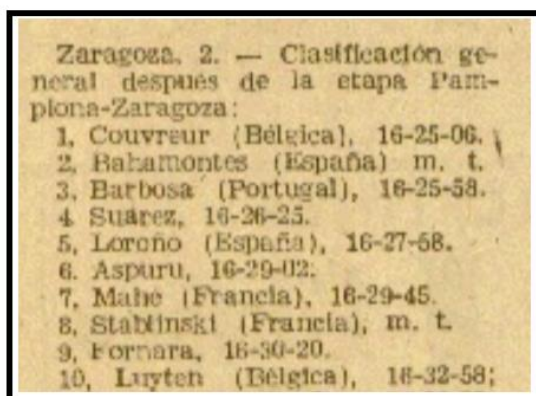 Zaragoza, 2. — Clasificación ge-
neral después de la etapa Pam-
plona-Zaragoza:
1, Couvreur (Bélgica), 16-25-06.
2, Bahamontes (España) m. t.
3, Barbosa (Portugal), 16-25-58.
4 Suárez, 16-26-25.
5, Loroño (España), 16-27-58.
6. Aspuru, 16-29-02.
7, Mahe (Francia), 16-29-45.
8, Stablinski (Francia), m. t.
9, Fornara, 16-30-20.
10, Luyten (Bélgica), 16-32-58;